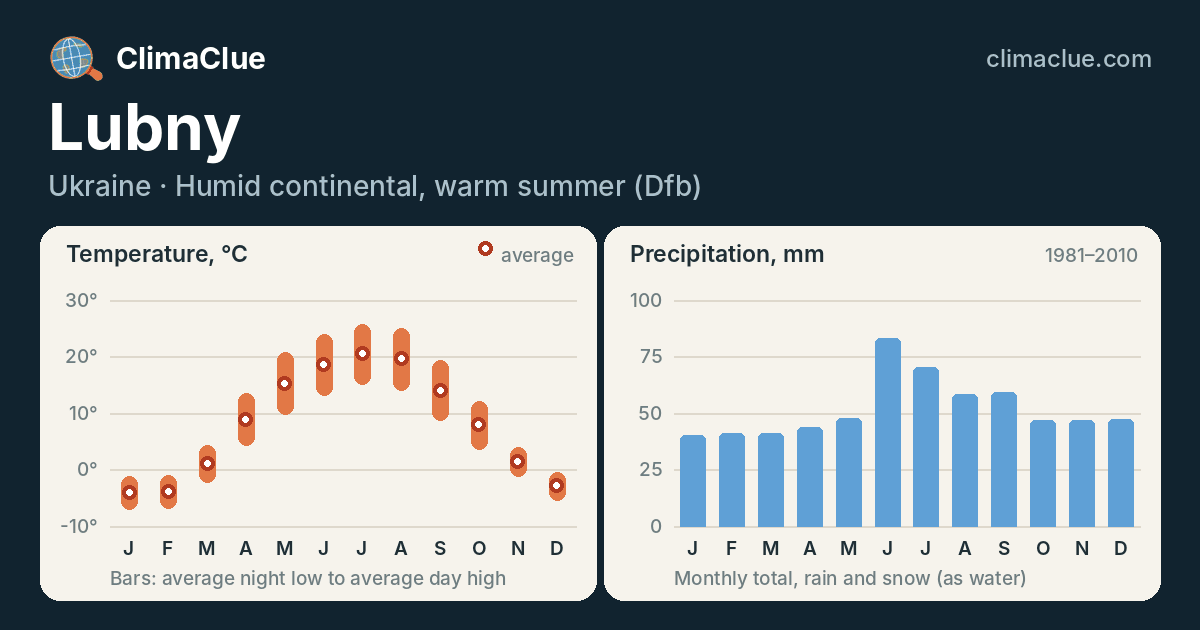 ClimaClue
climaclue.com
Lubny
Ukraine · Humid continental, warm summer (Dfb)
Temperature, °C
average
30°
20°
10°
0°
-10°
J F M A M J J A S O N D
Bars: average night low to average day high
Precipitation, mm
1981–2010
100
75
50
25
0
J F M A M J J A S O N D
Monthly total, rain and snow (as water)